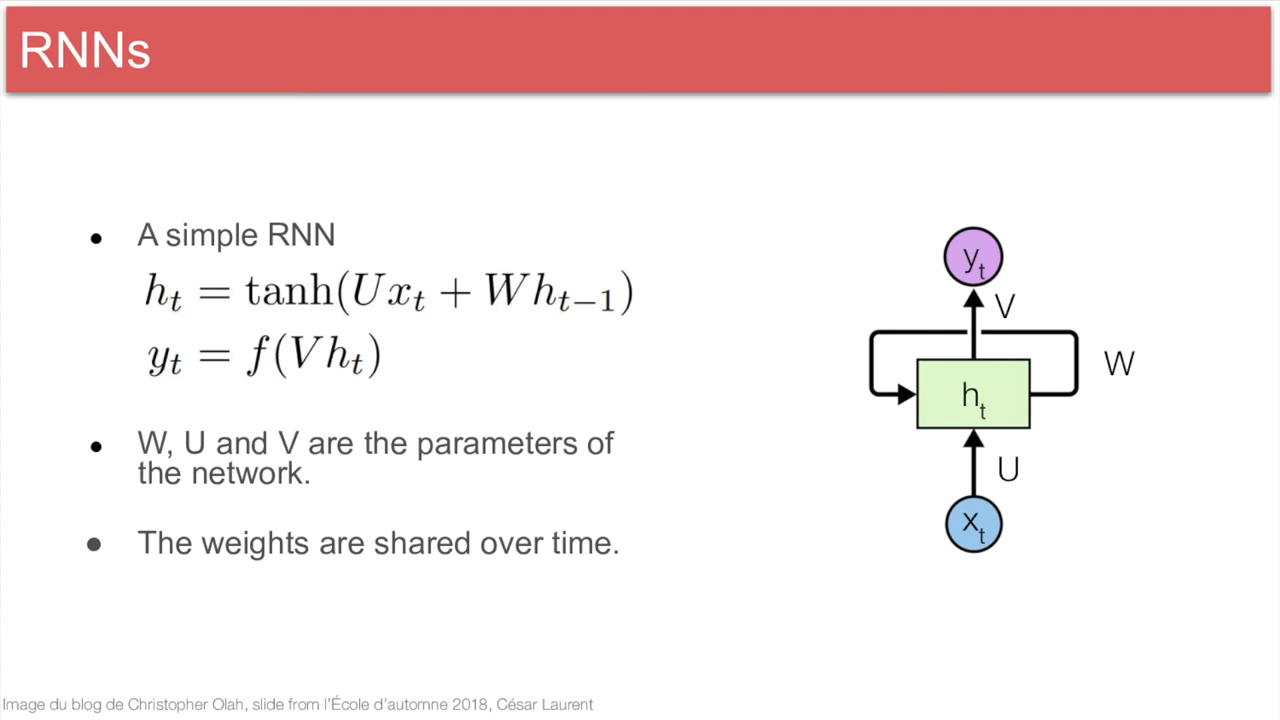 RNNs
• A simple RNN
h_t = tanh(Ux_t + Wh_{t−1})
y_t = f(Vh_t)
• W, U and V are the parameters of
the network.
• The weights are shared over time.
y_t
V
W
h_t
U
x_t
Image du blog de Christopher Olah, slide from l'École d'automne 2018, César Laurent